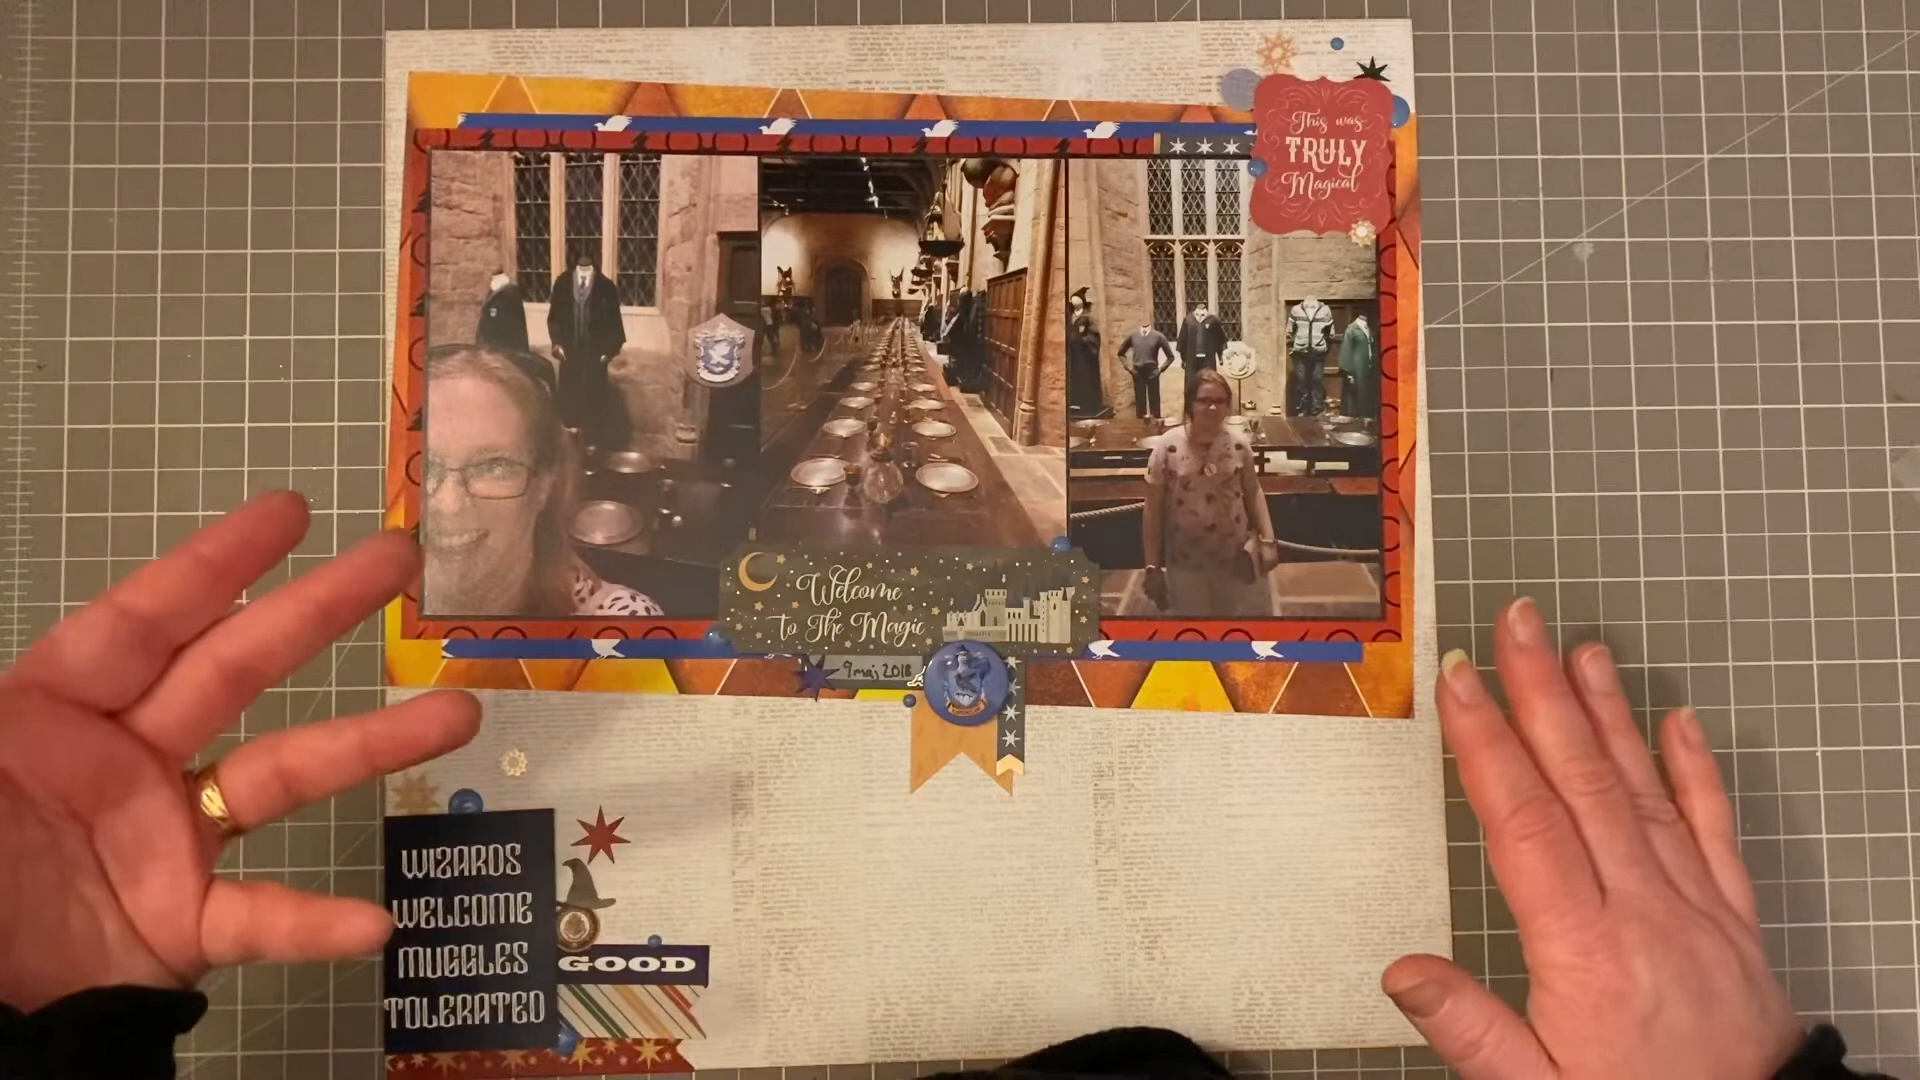 This was
TRULY
Magical
Welcome
to The Magic
9 maj 2018
WIZARDS
WELCOME
MUGGLES
TOLERATED
GOOD